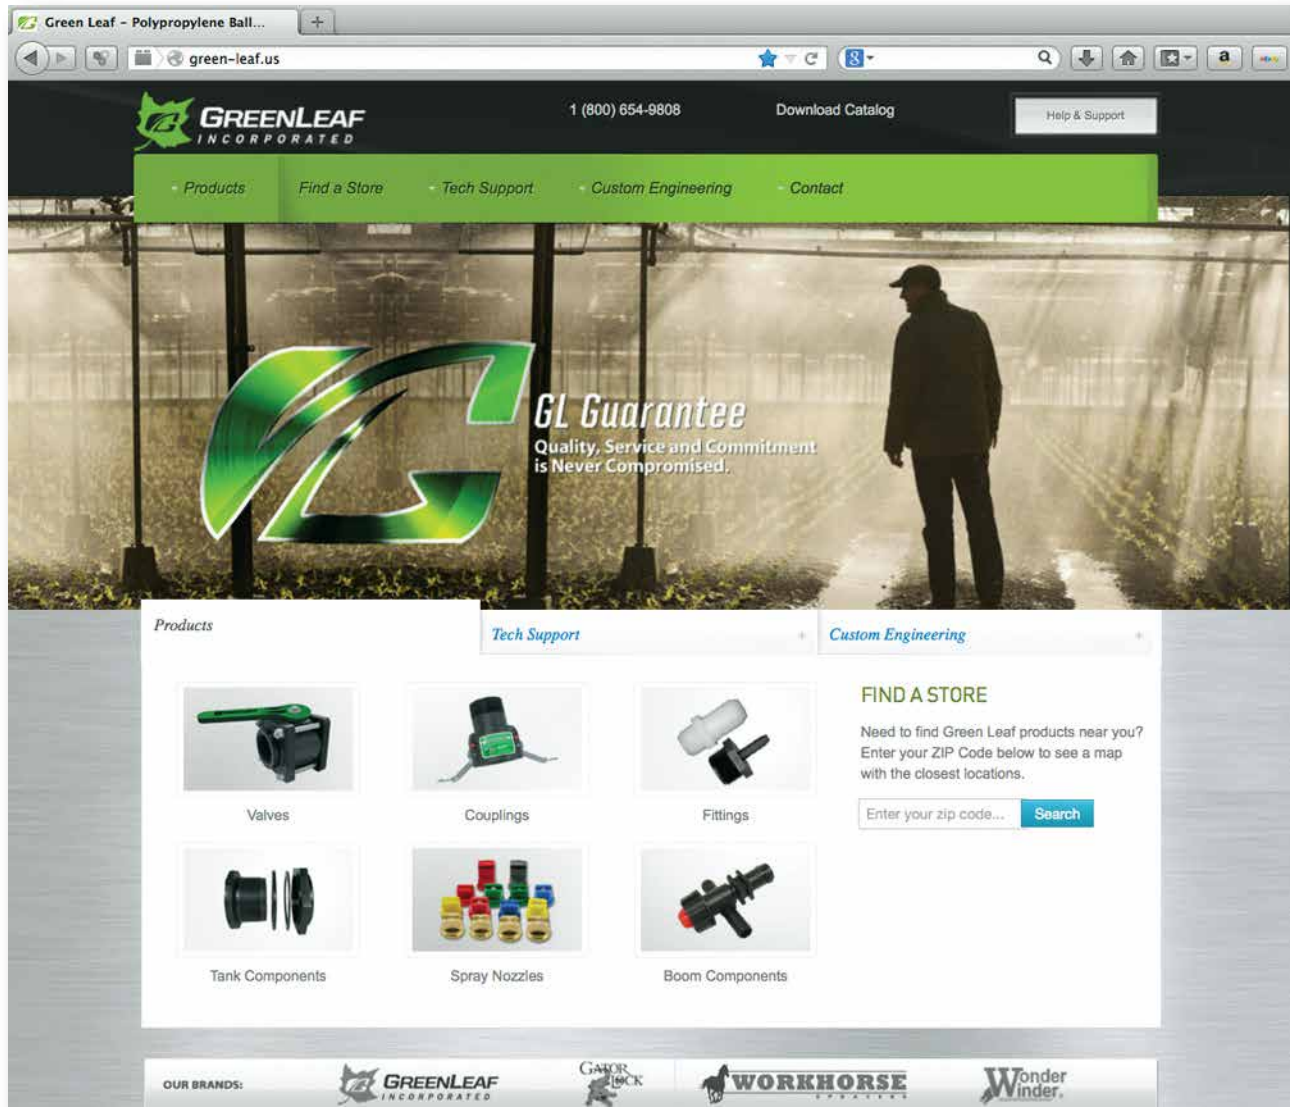 Green Leaf – Polypropylene Ball...
green-leaf.us
GREENLEAF
INCORPORATED
1 (800) 654-9808
Download Catalog
Help & Support
Products
Find a Store
Tech Support
Custom Engineering
Contact
GL Guarantee
Quality, Service and Commitment
is Never Compromised.
Products
Tech Support
Custom Engineering
Valves
Couplings
Fittings
Tank Components
Spray Nozzles
Boom Components
FIND A STORE
Need to find Green Leaf products near you?
Enter your ZIP Code below to see a map
with the closest locations.
Enter your zip code...
Search
OUR BRANDS:
GREENLEAF
INCORPORATED
GATOR
LOCK
WORKHORSE
SPRAYERS
Wonder
Winder.